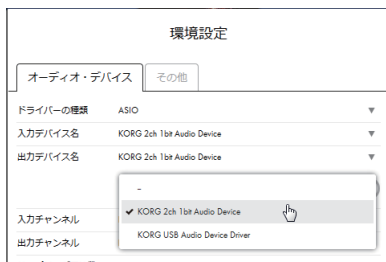 環境設定
オーディオ・デバイス その他
ドライバーの種類 ASIO
入力デバイス名 KORG 2ch 1bit Audio Device
出力デバイス名 KORG 2ch 1bit Audio Device
-
✔ KORG 2ch 1bit Audio Device
入力チャンネル
KORG USB Audio Device Driver
出力チャンネル